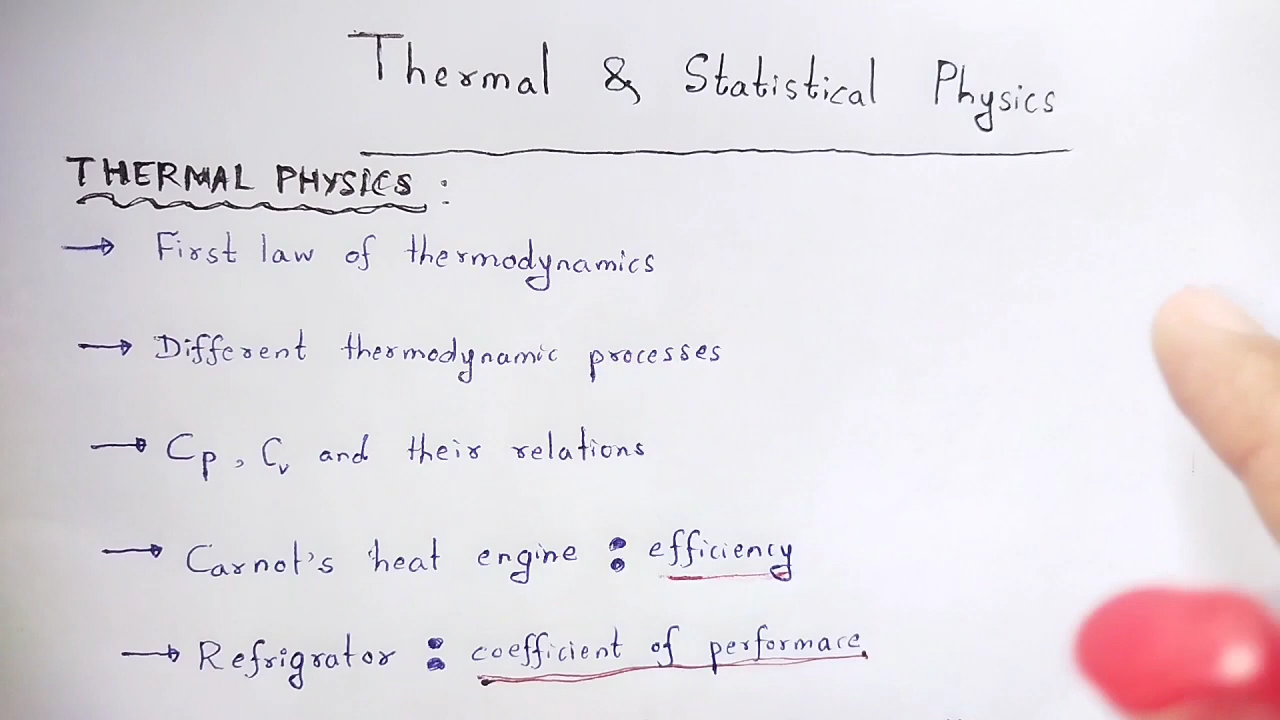 Thermal & Statistical Physics
THERMAL PHYSICS :
→ First law of thermodynamics
→ Different thermodynamic processes
→ Cp, Cv and their relations
→ Carnot's heat engine : efficiency
→ Refrigrator : coefficient of performace